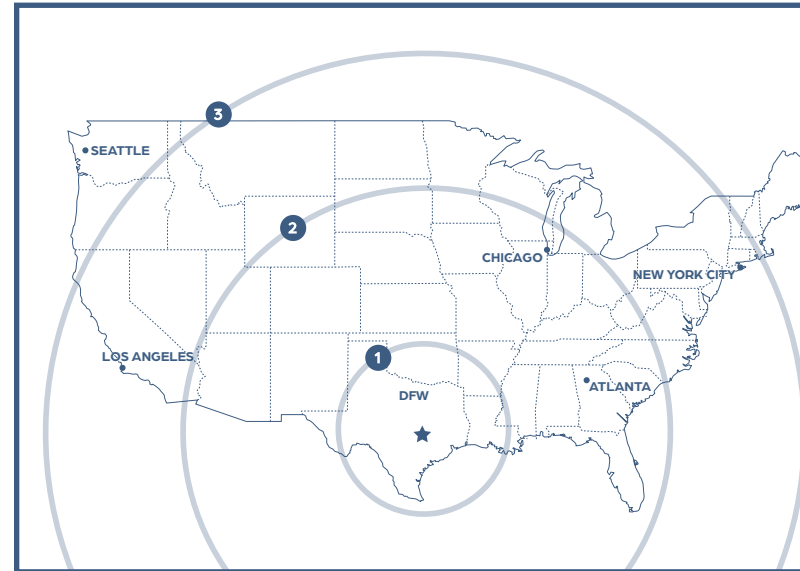 3
SEATTLE
2
CHICAGO
NEW YORK CITY
LOS ANGELES
1
ATLANTA
DFW